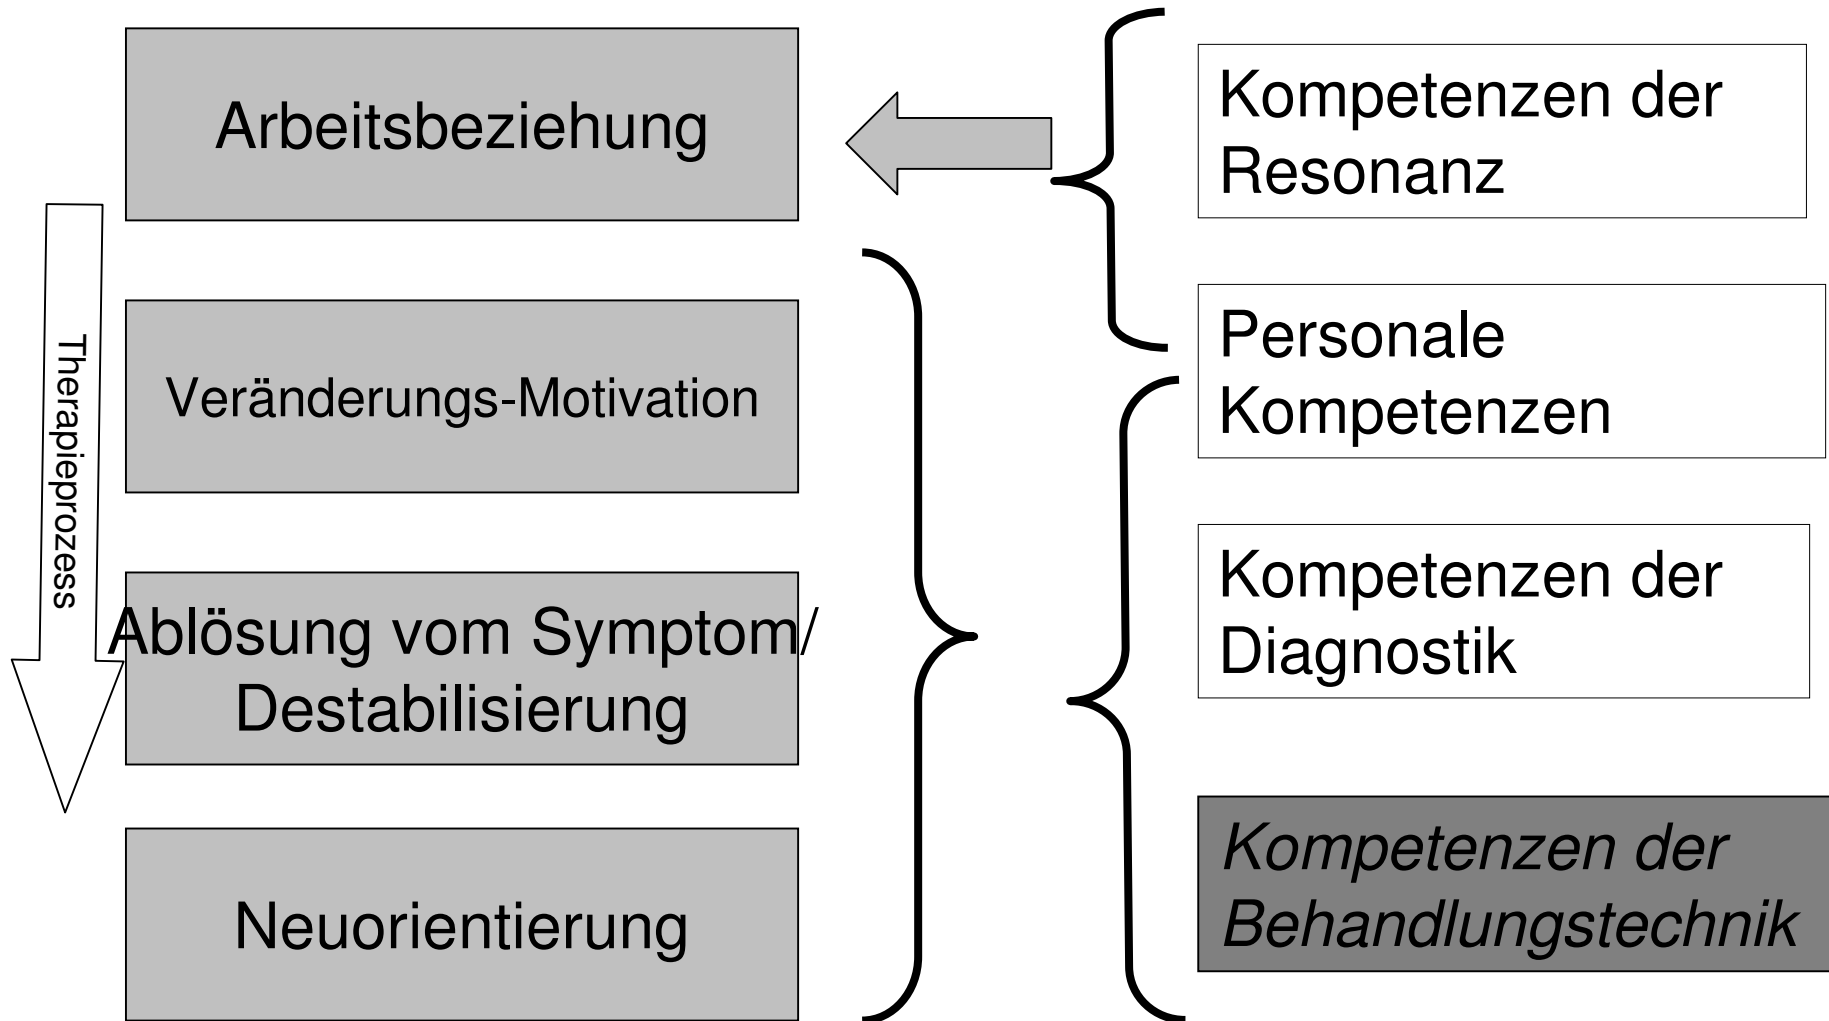 Arbeitsbeziehung
Veränderungs-Motivation
Ablösung vom Symptom/
Destabilisierung
Neuorientierung
Therapieprozess
Kompetenzen der
Resonanz
Personale
Kompetenzen
Kompetenzen der
Diagnostik
Kompetenzen der
Behandlungstechnik